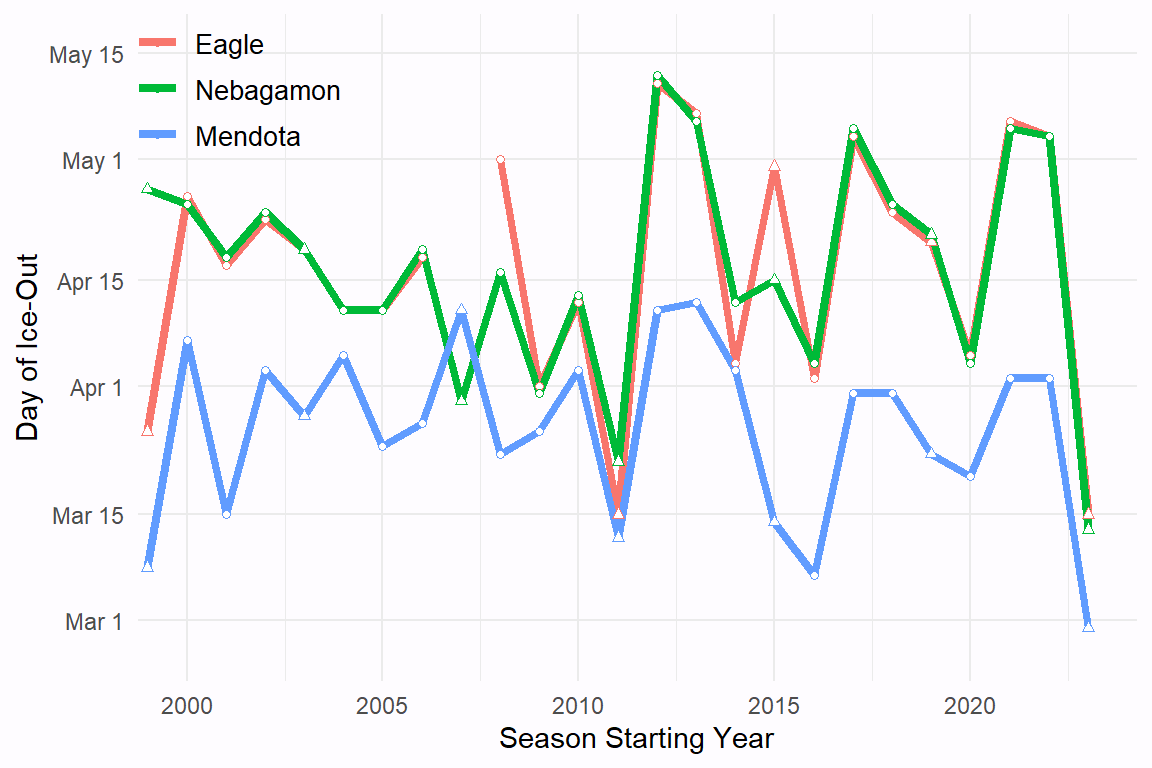 Eagle
Nebagamon
Mendota
May 15
May 1
Apr 15
Apr 1
Mar 15
Mar 1
Day of Ice-Out
2000 2005 2010 2015 2020
Season Starting Year